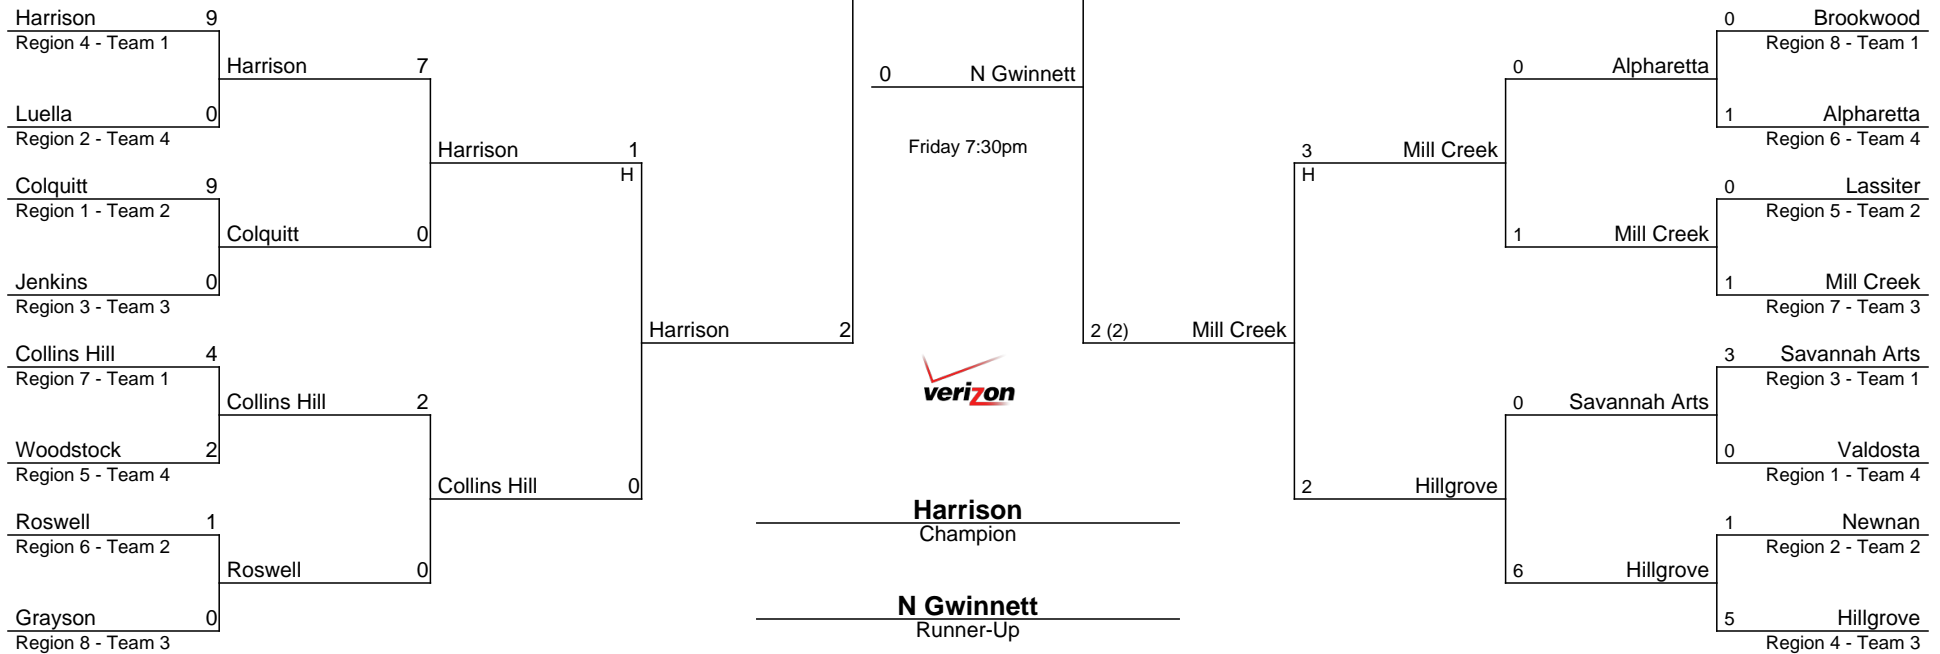 Harrison 9
Region 4 - Team 1
Luella 0
Region 2 - Team 4
Colquitt 9
Region 1 - Team 2
Jenkins 0
Region 3 - Team 3
Collins Hill 4
Region 7 - Team 1
Woodstock 2
Region 5 - Team 4
Roswell 1
Region 6 - Team 2
Grayson 0
Region 8 - Team 3
Harrison 7
Colquitt 0
Collins Hill 2
Roswell 0
Harrison 1
H
Collins Hill 0
Harrison 2
0 N Gwinnett
Friday 7:30pm
verizon
Harrison
Champion
N Gwinnett
Runner-Up
2 (2) Mill Creek
3 Mill Creek
H
2 Hillgrove
0 Alpharetta
1 Mill Creek
0 Savannah Arts
6 Hillgrove
0 Brookwood
Region 8 - Team 1
1 Alpharetta
Region 6 - Team 4
0 Lassiter
Region 5 - Team 2
1 Mill Creek
Region 7 - Team 3
3 Savannah Arts
Region 3 - Team 1
0 Valdosta
Region 1 - Team 4
1 Newnan
Region 2 - Team 2
5 Hillgrove
Region 4 - Team 3